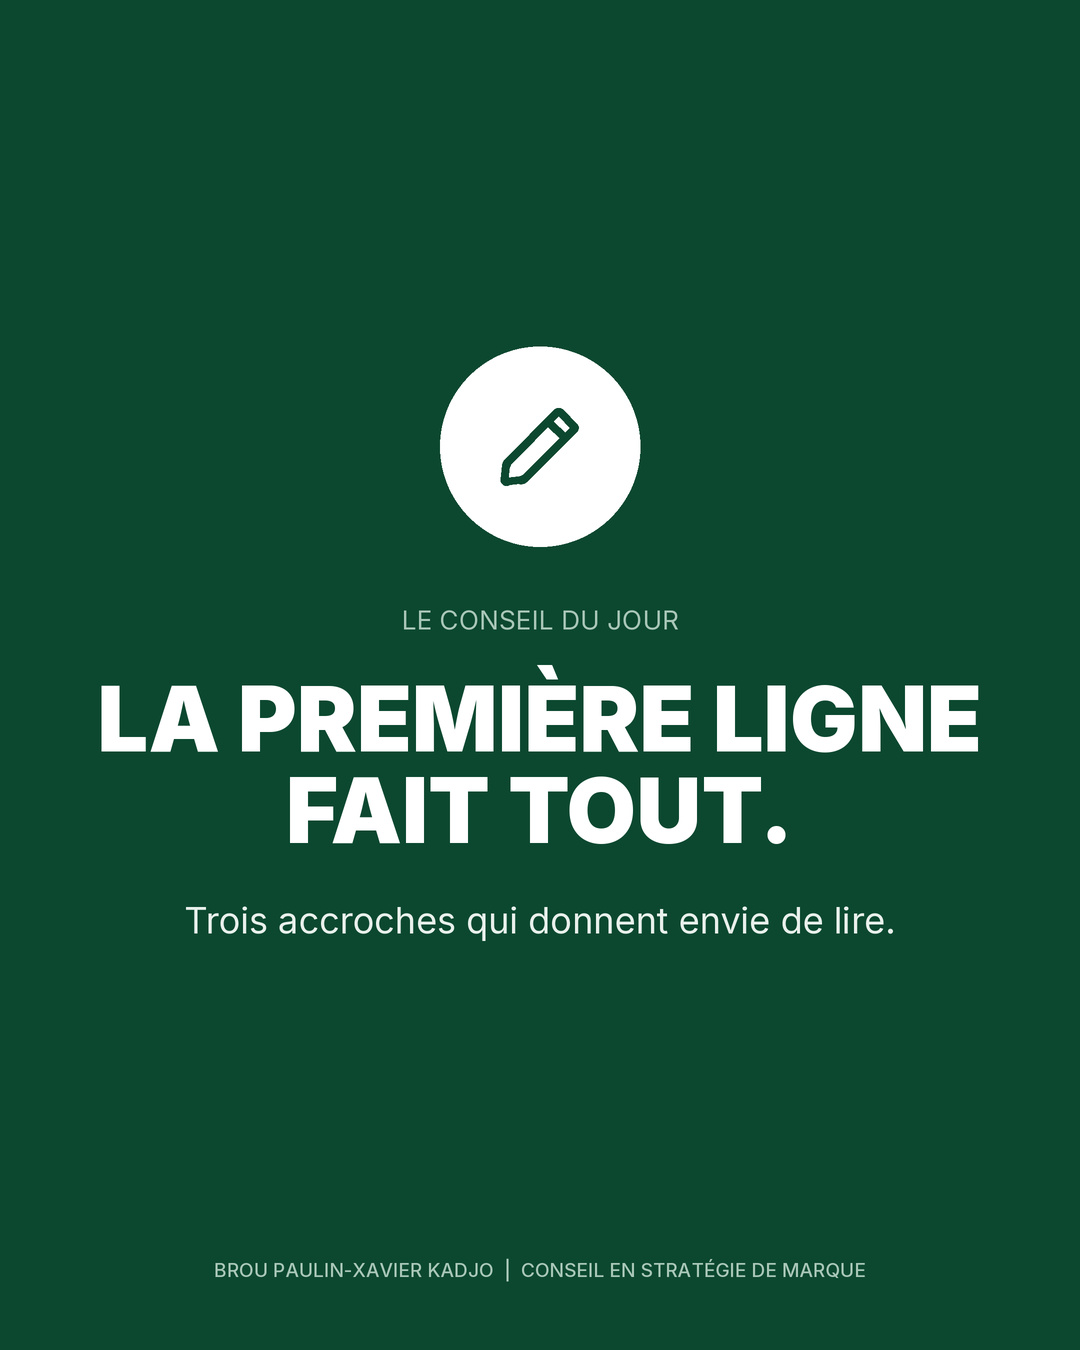 LE CONSEIL DU JOUR
LA PREMIÈRE LIGNE
FAIT TOUT.
Trois accroches qui donnent envie de lire.
BROU PAULIN-XAVIER KADJO | CONSEIL EN STRATÉGIE DE MARQUE